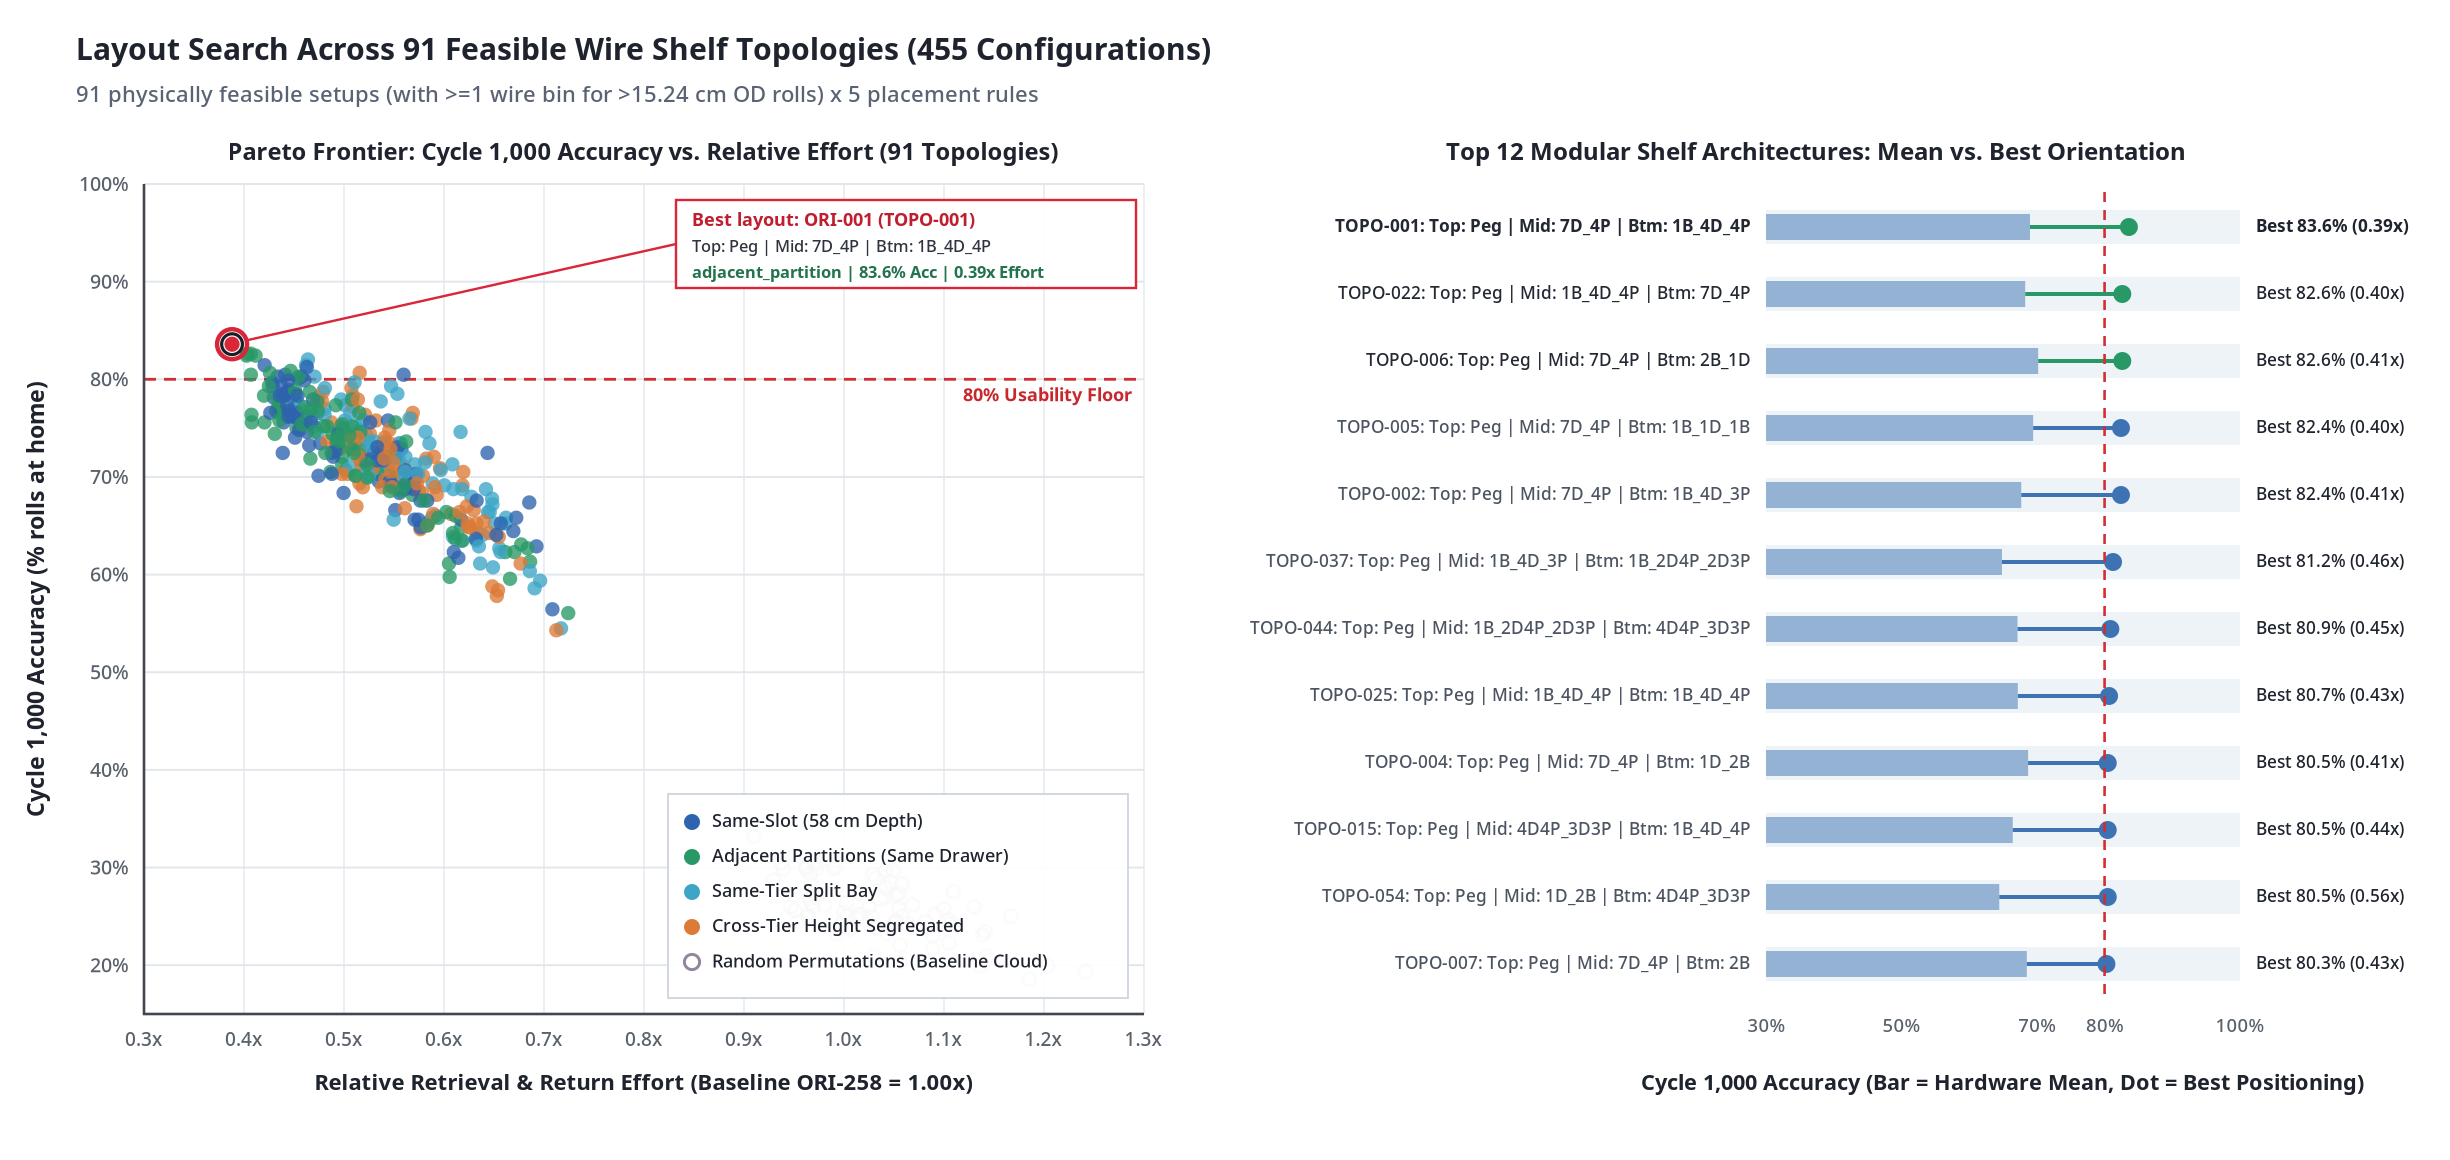 Layout Search Across 91 Feasible Wire Shelf Topologies (455 Configurations)
91 physically feasible setups (with >=1 wire bin for >15.24 cm OD rolls) x 5 placement rules
Pareto Frontier: Cycle 1,000 Accuracy vs. Relative Effort (91 Topologies)
Cycle 1,000 Accuracy (% rolls at home)
100%
90%
80%
70%
60%
50%
40%
30%
20%
Best layout: ORI-001 (TOPO-001)
Top: Peg | Mid: 7D_4P | Btm: 1B_4D_4P
adjacent_partition | 83.6% Acc | 0.39x Effort
80% Usability Floor
Same-Slot (58 cm Depth)
Adjacent Partitions (Same Drawer)
Same-Tier Split Bay
Cross-Tier Height Segregated
Random Permutations (Baseline Cloud)
0.3x 0.4x 0.5x 0.6x 0.7x 0.8x 0.9x 1.0x 1.1x 1.2x 1.3x
Relative Retrieval & Return Effort (Baseline ORI-258 = 1.00x)
Top 12 Modular Shelf Architectures: Mean vs. Best Orientation
TOPO-001: Top: Peg | Mid: 7D_4P | Btm: 1B_4D_4P Best 83.6% (0.39x)
TOPO-022: Top: Peg | Mid: 1B_4D_4P | Btm: 7D_4P Best 82.6% (0.40x)
TOPO-006: Top: Peg | Mid: 7D_4P | Btm: 2B_1D Best 82.6% (0.41x)
TOPO-005: Top: Peg | Mid: 7D_4P | Btm: 1B_1D_1B Best 82.4% (0.40x)
TOPO-002: Top: Peg | Mid: 7D_4P | Btm: 1B_4D_3P Best 82.4% (0.41x)
TOPO-037: Top: Peg | Mid: 1B_4D_3P | Btm: 1B_2D4P_2D3P Best 81.2% (0.46x)
TOPO-044: Top: Peg | Mid: 1B_2D4P_2D3P | Btm: 4D4P_3D3P Best 80.9% (0.45x)
TOPO-025: Top: Peg | Mid: 1B_4D_4P | Btm: 1B_4D_4P Best 80.7% (0.43x)
TOPO-004: Top: Peg | Mid: 7D_4P | Btm: 1D_2B Best 80.5% (0.41x)
TOPO-015: Top: Peg | Mid: 4D4P_3D3P | Btm: 1B_4D_4P Best 80.5% (0.44x)
TOPO-054: Top: Peg | Mid: 1D_2B | Btm: 4D4P_3D3P Best 80.5% (0.56x)
TOPO-007: Top: Peg | Mid: 7D_4P | Btm: 2B Best 80.3% (0.43x)
30% 50% 70% 80% 100%
Cycle 1,000 Accuracy (Bar = Hardware Mean, Dot = Best Positioning)